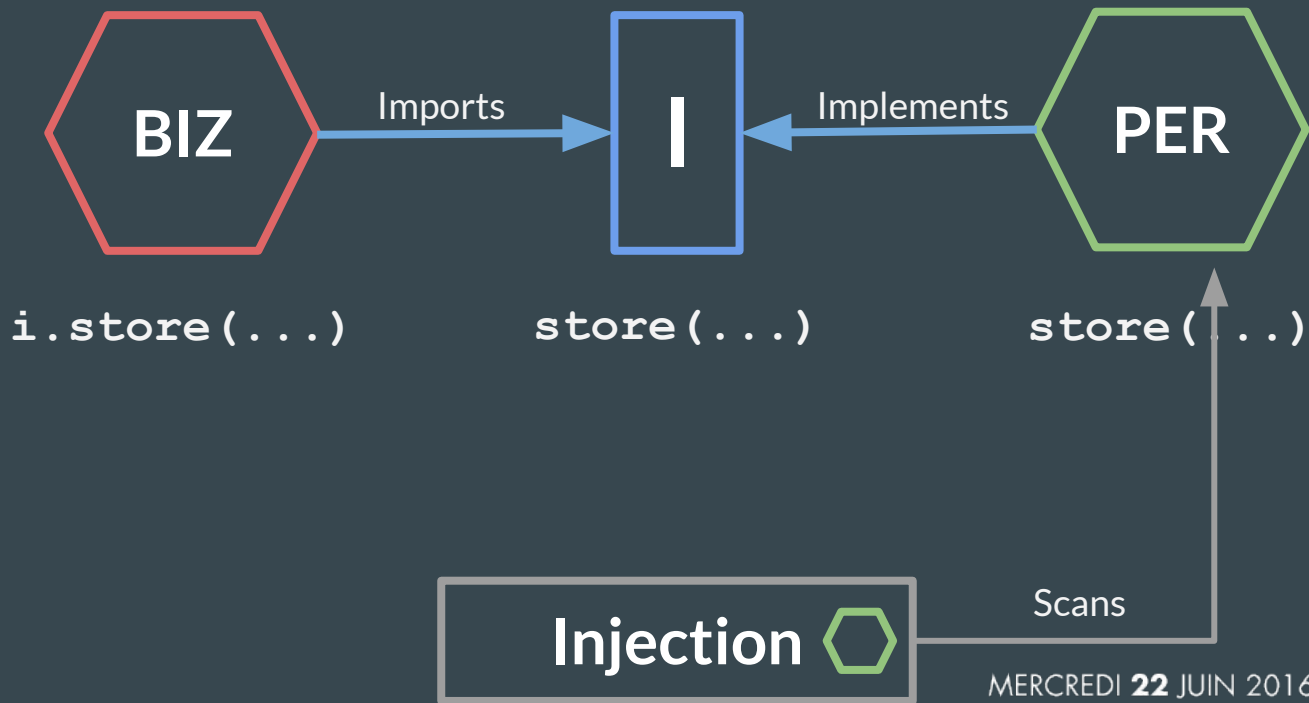 BIZ
Imports
I
Implements
PER
i.store(...)
store(...)
store(...)
Injection
Scans
MERCREDI 22 JUIN 2016